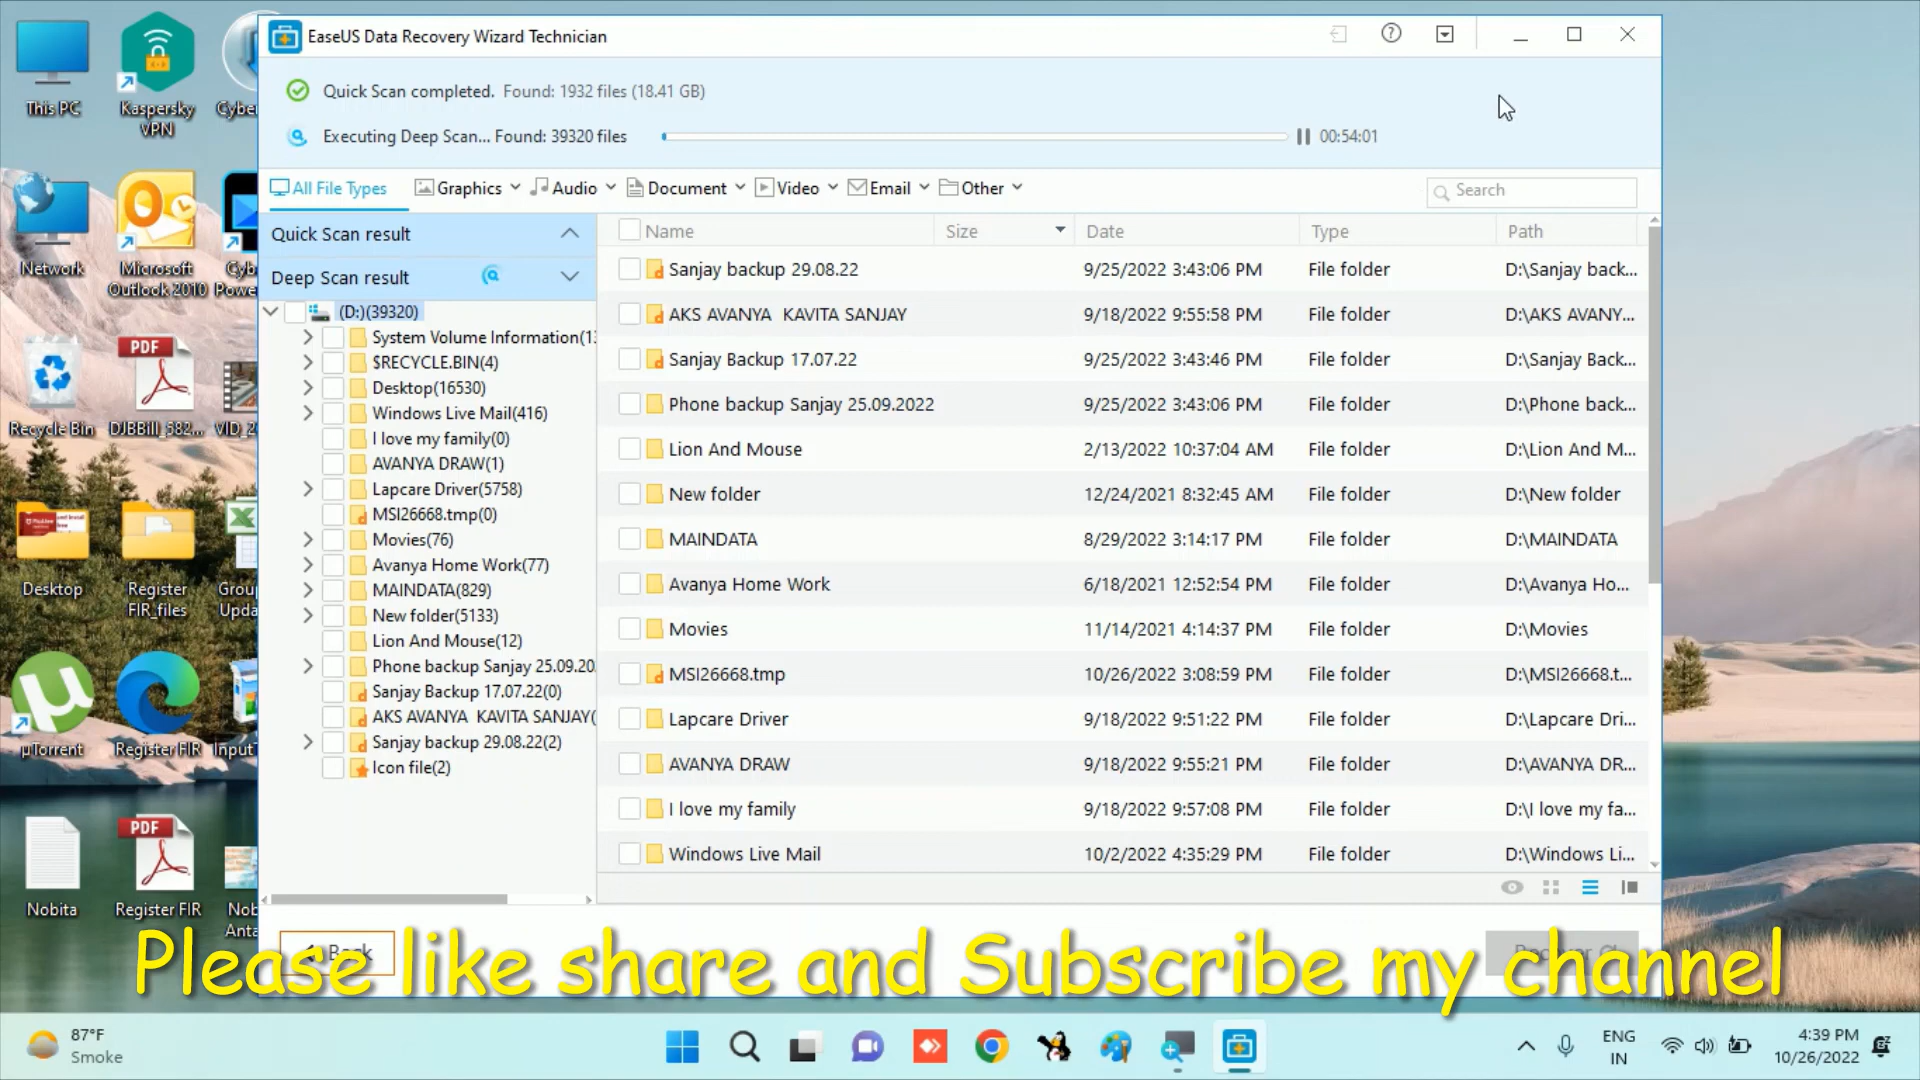 This PC
Kaspersky
VPN
Cyber
Network
Microsoft
Outlook 2010
Cyb
Power
Recycle Bin
PDF
DJBBill_582...
VID_2
Desktop
Register
FIR_files
Grou
Upda
µTorrent
Register FIR
InputT
Nobita
PDF
Register FIR
Nob
Anta
EaseUS Data Recovery Wizard Technician
Quick Scan completed. Found: 1932 files (18.41 GB)
Executing Deep Scan... Found: 39320 files
00:54:01
All File Types
Graphics
Audio
Document
Video
Email
Other
Search
Quick Scan result
Deep Scan result
(D:)(39320)
System Volume Information(13
$RECYCLE.BIN(4)
Desktop(16530)
Windows Live Mail(416)
I love my family(0)
AVANYA DRAW(1)
Lapcare Driver(5758)
MSI26668.tmp(0)
Movies(76)
Avanya Home Work(77)
MAINDATA(829)
New folder(5133)
Lion And Mouse(12)
Phone backup Sanjay 25.09.20
Sanjay Backup 17.07.22(0)
AKS AVANYA  KAVITA SANJAY(
Sanjay backup 29.08.22(2)
Icon file(2)
Name Size Date Type Path
Sanjay backup 29.08.22 9/25/2022 3:43:06 PM File folder D:\Sanjay back...
AKS AVANYA  KAVITA SANJAY 9/18/2022 9:55:58 PM File folder D:\AKS AVANY...
Sanjay Backup 17.07.22 9/25/2022 3:43:46 PM File folder D:\Sanjay Back...
Phone backup Sanjay 25.09.2022 9/25/2022 3:43:06 PM File folder D:\Phone back...
Lion And Mouse 2/13/2022 10:37:04 AM File folder D:\Lion And M...
New folder 12/24/2021 8:32:45 AM File folder D:\New folder
MAINDATA 8/29/2022 3:14:17 PM File folder D:\MAINDATA
Avanya Home Work 6/18/2021 12:52:54 PM File folder D:\Avanya Ho...
Movies 11/14/2021 4:14:37 PM File folder D:\Movies
MSI26668.tmp 10/26/2022 3:08:59 PM File folder D:\MSI26668.t...
Lapcare Driver 9/18/2022 9:51:22 PM File folder D:\Lapcare Dri...
AVANYA DRAW 9/18/2022 9:55:21 PM File folder D:\AVANYA DR...
I love my family 9/18/2022 9:57:08 PM File folder D:\I love my fa...
Windows Live Mail 10/2/2022 4:35:29 PM File folder D:\Windows Li...
Back
Please like share and Subscribe my channel
87°F
Smoke
ENG
IN
4:39 PM
10/26/2022